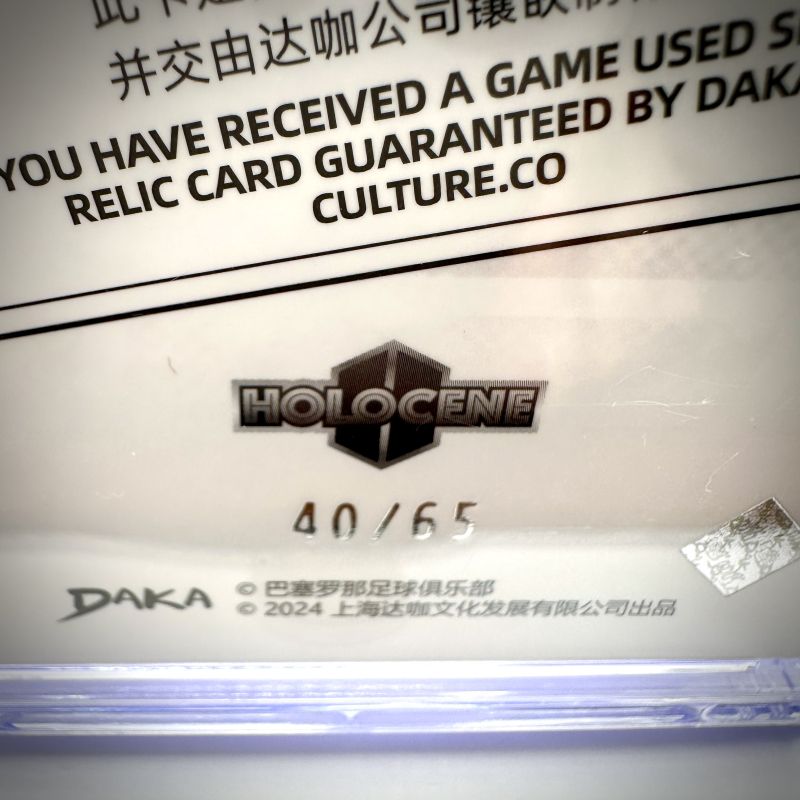 并交由达咖公司镶嵌制
YOU HAVE RECEIVED A GAME USED
RELIC CARD GUARANTEED BY DAKA
CULTURE.CO
HOLOCENE
40/65
DAKA
© 巴塞罗那足球俱乐部
© 2024 上海达咖文化发展有限公司出品